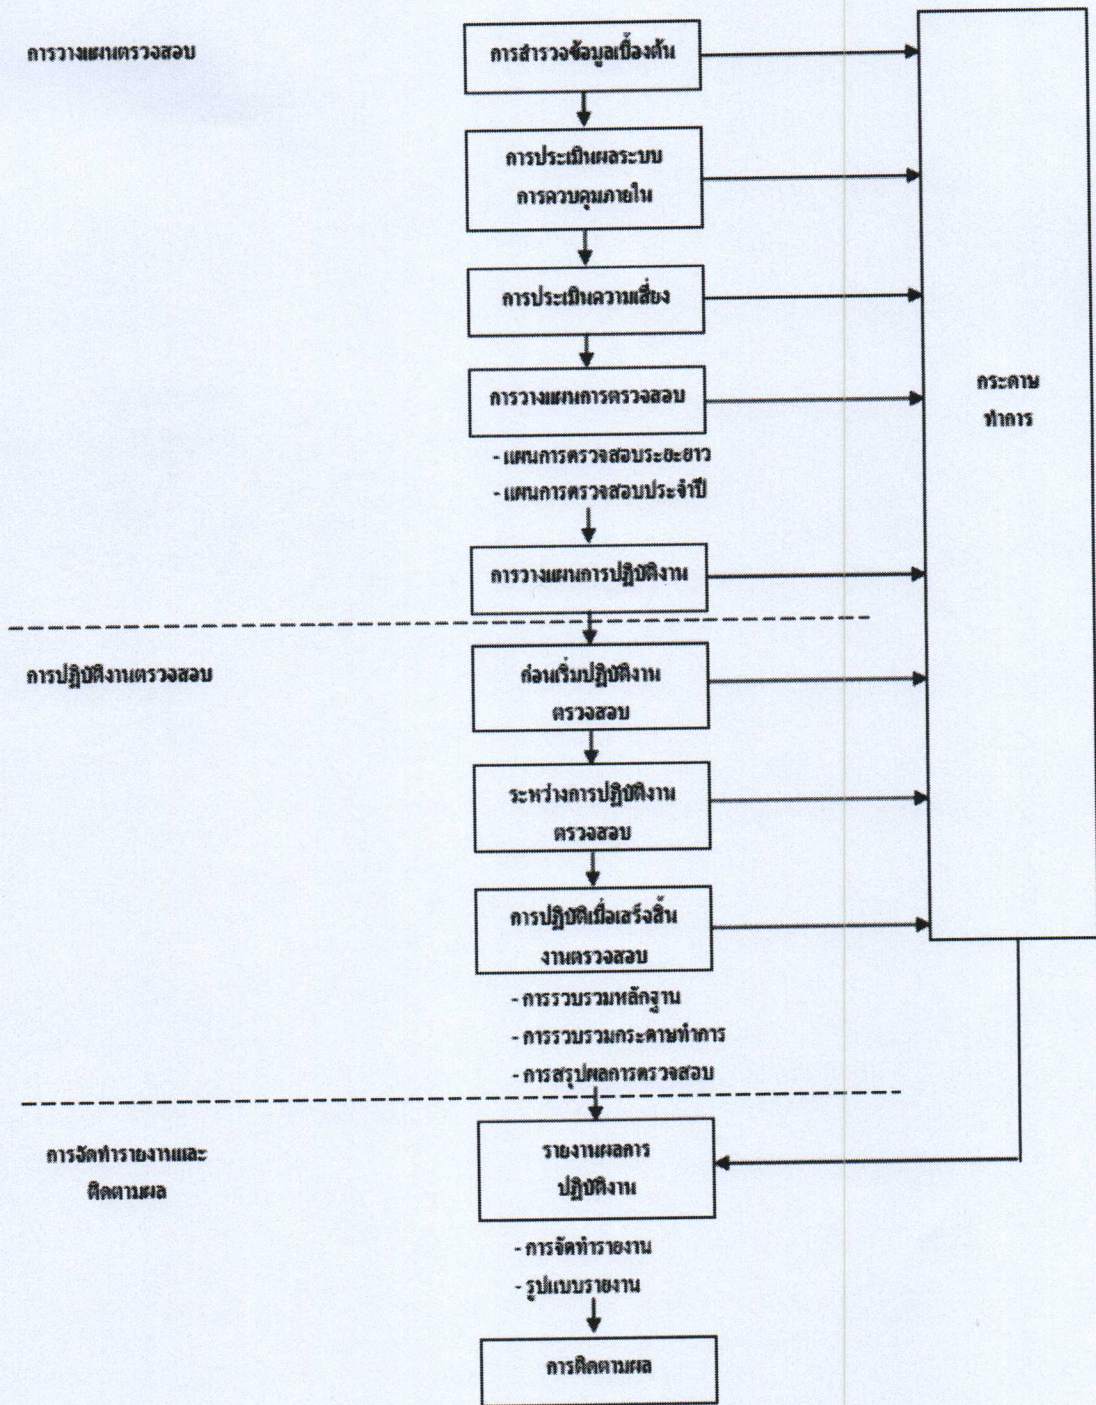 การวางแผนตรวจสอบ
การสำรวจข้อมูลเบื้องต้น
การประเมินผลระบบ
การควบคุมภายใน
การประเมินความเสี่ยง
การวางแผนการตรวจสอบ
- แผนการตรวจสอบระยะยาว
- แผนการตรวจสอบประจำปี
การวางแผนการปฏิบัติงาน
กระดาษ
ทำการ
การปฏิบัติงานตรวจสอบ
ก่อนเริ่มปฏิบัติงาน
ตรวจสอบ
ระหว่างการปฏิบัติงาน
ตรวจสอบ
การปฏิบัติเมื่อเสร็จสิ้น
งานตรวจสอบ
- การรวบรวมหลักฐาน
- การรวบรวมกระดาษทำการ
- การสรุปผลการตรวจสอบ
การจัดทำรายงานและ
ติดตามผล
รายงานผลการ
ปฏิบัติงาน
- การจัดทำรายงาน
- รูปแบบรายงาน
การติดตามผล